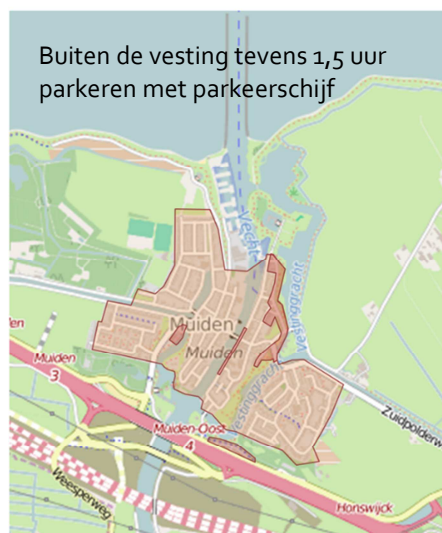 Buiten de vesting tevens 1,5 uur
parkeren met parkeerschijf
Vecht
Vestinggracht
Muiden
Muiden
den
Muiden
3
Vestinggracht
Muiden-Oost
4
Zuidpolderw
Weesperweg
Honswijck